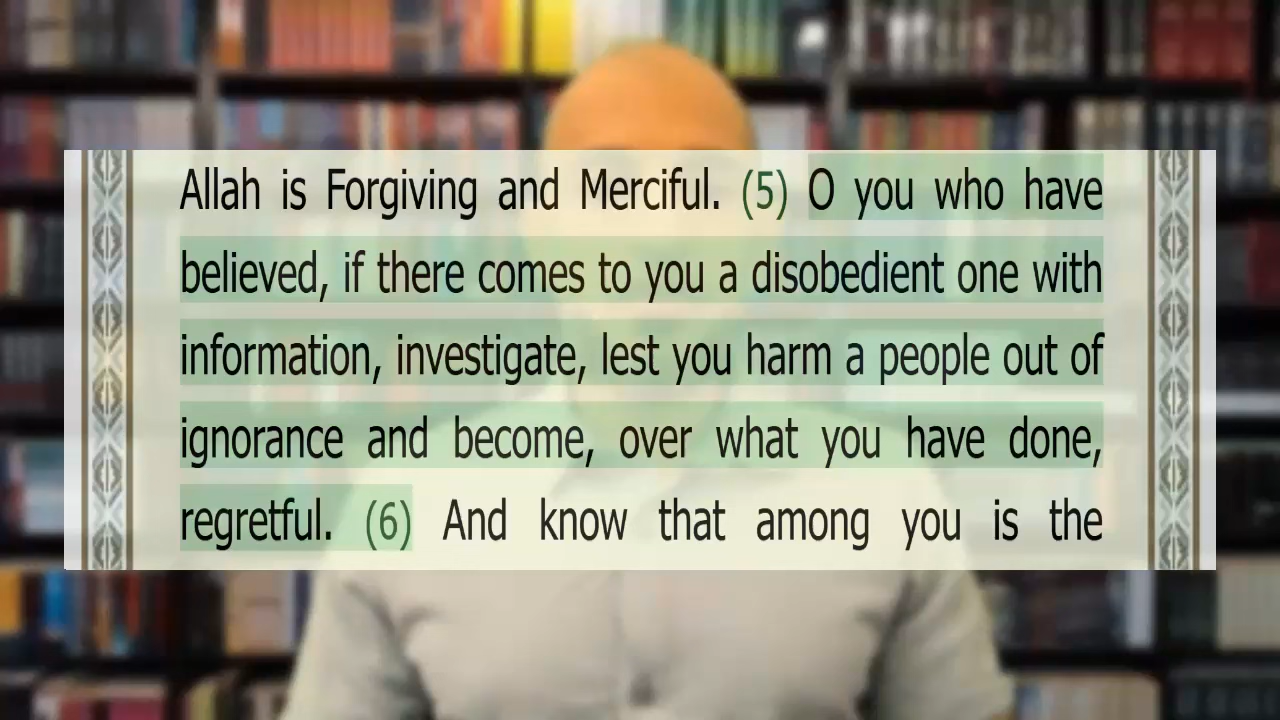 Allah is Forgiving and Merciful. (5) O you who have
believed, if there comes to you a disobedient one with
information, investigate, lest you harm a people out of
ignorance and become, over what you have done,
regretful. (6) And know that among you is the